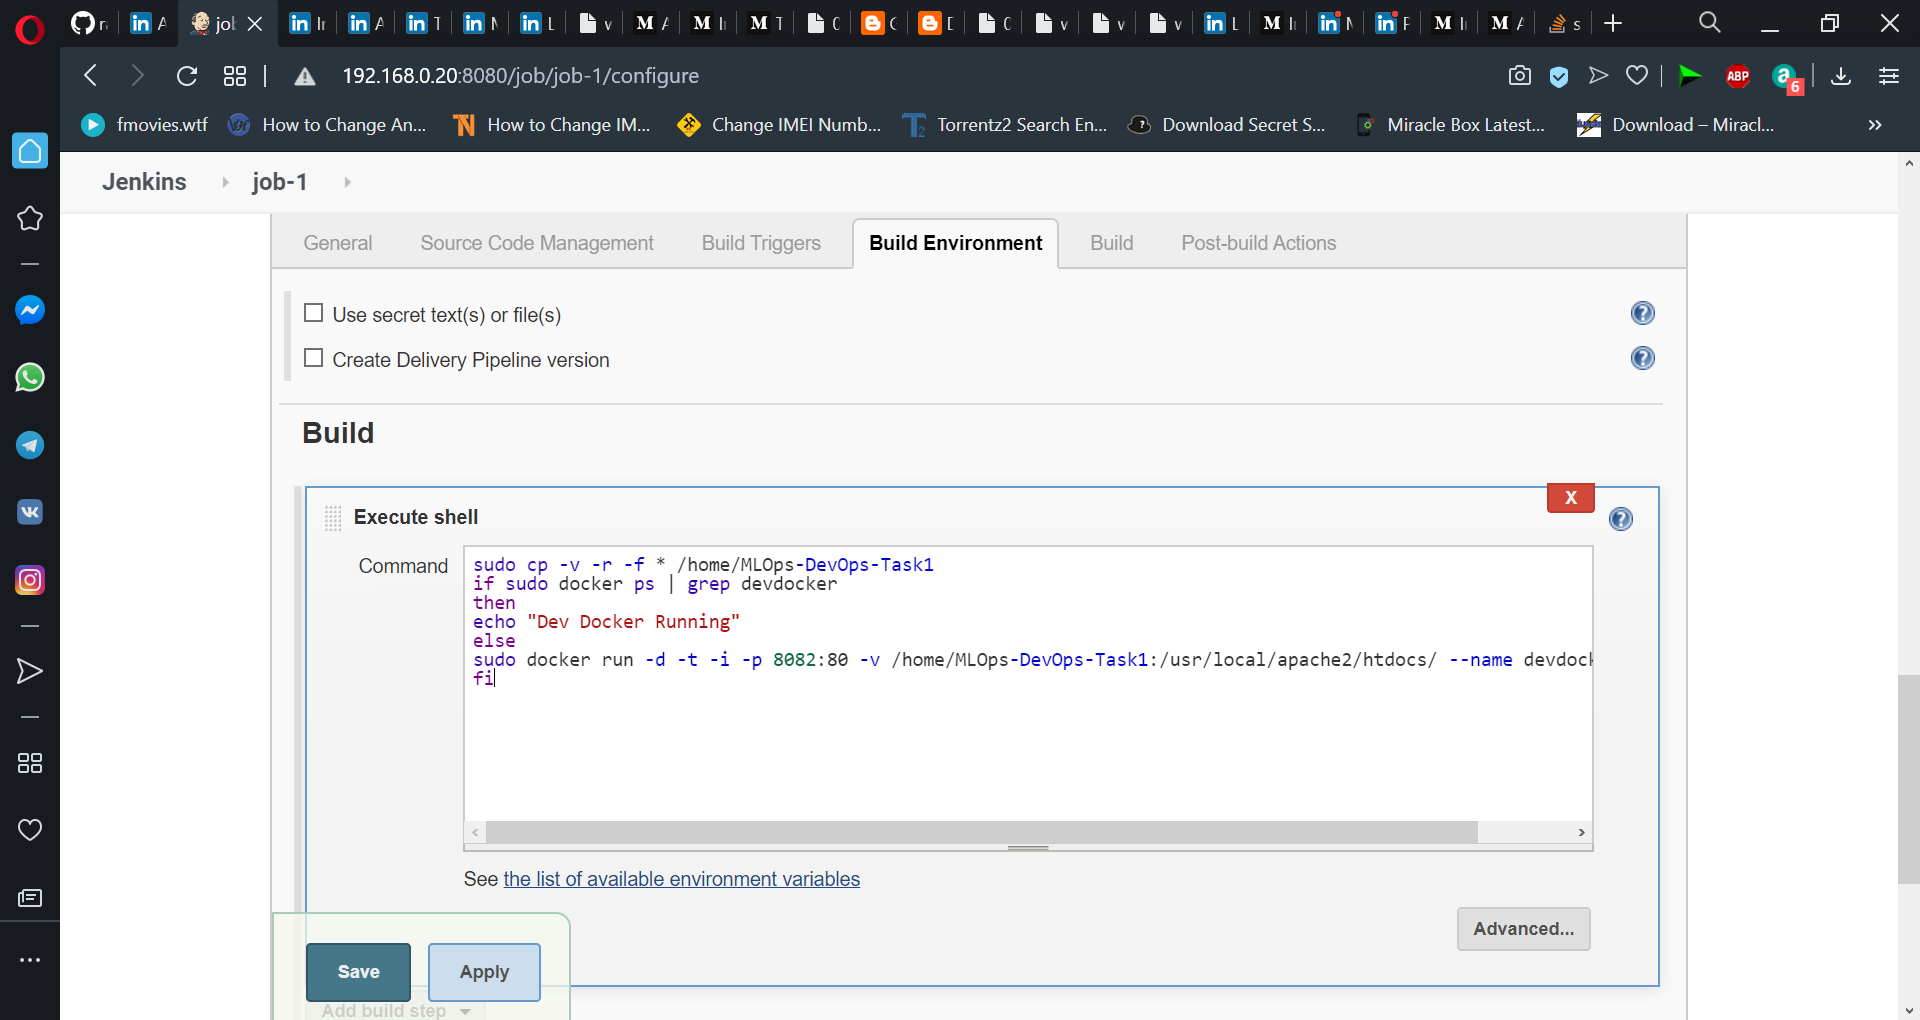 192.168.0.20:8080/job/job-1/configure
ABP
6
fmovies.wtf
How to Change An...
How to Change IM...
Change IMEI Numb...
Torrentz2 Search En...
Download Secret S...
Miracle Box Latest...
Download – Miracl...
Jenkins
job-1
General
Source Code Management
Build Triggers
Build Environment
Build
Post-build Actions
Use secret text(s) or file(s)
Create Delivery Pipeline version
Build
X
Execute shell
Command
sudo cp -v -r -f * /home/MLOps-DevOps-Task1
if sudo docker ps | grep devdocker
then
echo "Dev Docker Running"
else
sudo docker run -d -t -i -p 8082:80 -v /home/MLOps-DevOps-Task1:/usr/local/apache2/htdocs/ --name devdock
fi
See the list of available environment variables
Advanced...
Save
Apply
Add build step